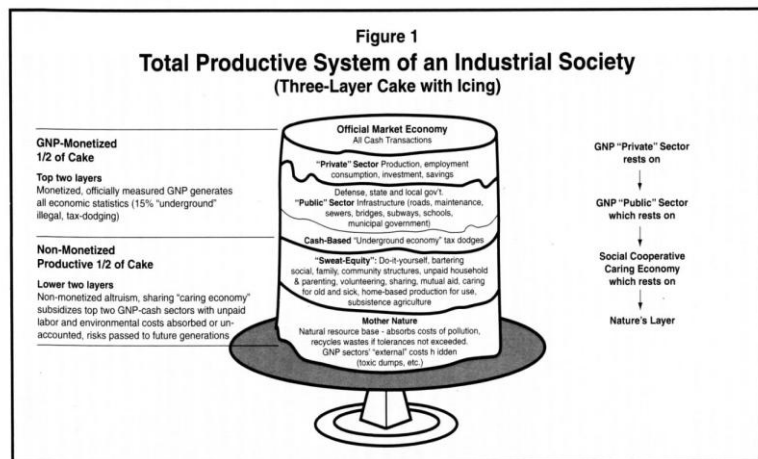 Figure 1
Total Productive System of an Industrial Society
(Three-Layer Cake with Icing)
GNP-Monetized
1/2 of Cake
Top two layers
Monetized, officially measured GNP generates
all economic statistics (15% "underground"
illegal, tax-dodging)
Non-Monetized
Productive 1/2 of Cake
Lower two layers
Non-monetized altruism, sharing "caring economy"
subsidizes top two GNP-cash sectors with unpaid
labor and environmental costs absorbed or un-
accounted, risks passed to future generations
Official Market Economy
All Cash Transactions
"Private" Sector Production, employment
consumption, investment, savings
Defense, state and local gov't.
"Public" Sector Infrastructure (roads, maintenance,
sewers, bridges, subways, schools,
municipal government)
Cash-Based "Underground economy" tax dodges
"Sweat-Equity": Do-it-yourself, bartering
social, family, community structures, unpaid household
& parenting, volunteering, sharing, mutual aid, caring
for old and sick, home-based production for use,
subsistence agriculture
Mother Nature
Natural resource base - absorbs costs of pollution,
recycles wastes if tolerances not exceeded.
GNP sectors' "external" costs h idden
(toxic dumps, etc.)
GNP "Private" Sector
rests on
GNP "Public" Sector
which rests on
Social Cooperative
Caring Economy
which rests on
Nature's Layer